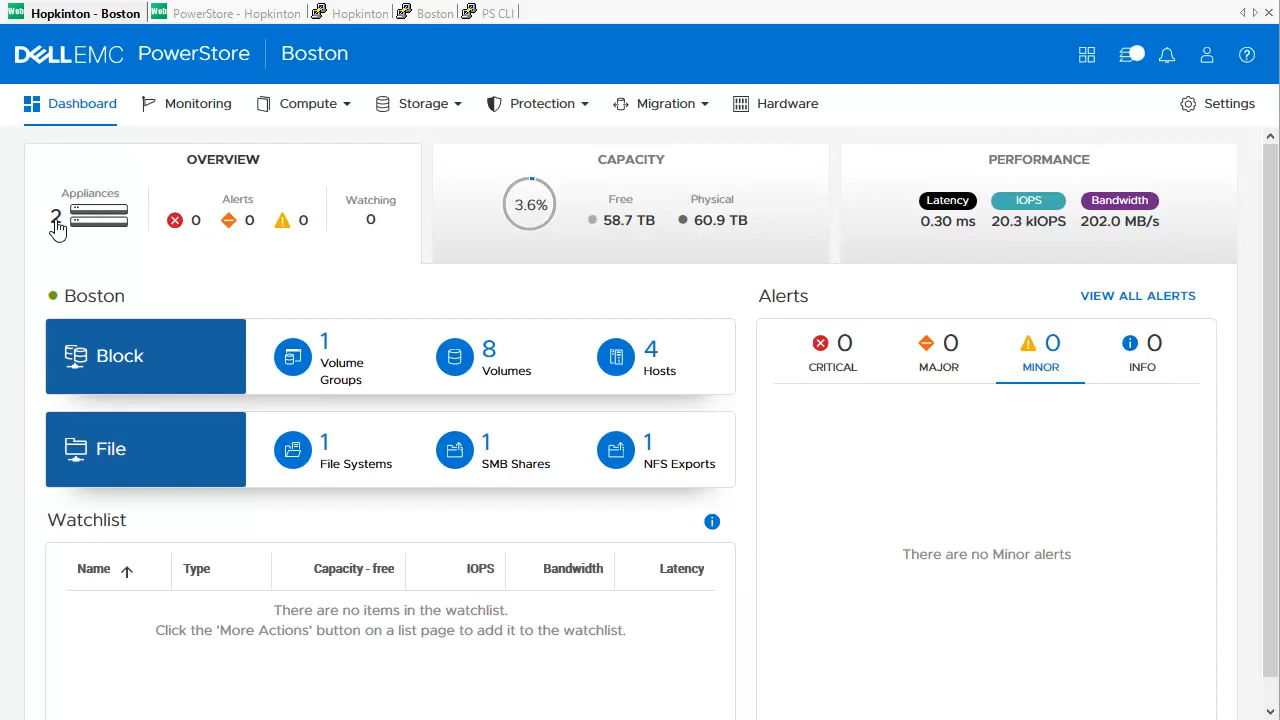 Web Hopkinton - Boston Web PowerStore - Hopkinton Hopkinton Boston PS CLI
DELLEMC PowerStore Boston
Dashboard Monitoring Compute Storage Protection Migration Hardware Settings
OVERVIEW
Appliances
2
Alerts
0 0 0
Watching
0
CAPACITY
3.6%
Free
58.7 TB
Physical
60.9 TB
PERFORMANCE
Latency IOPS Bandwidth
0.30 ms 20.3 kIOPS 202.0 MB/s
Boston
Block
1
Volume
Groups
8
Volumes
4
Hosts
File
1
File Systems
1
SMB Shares
1
NFS Exports
Watchlist
Name Type Capacity - free IOPS Bandwidth Latency
There are no items in the watchlist.
Click the 'More Actions' button on a list page to add it to the watchlist.
Alerts VIEW ALL ALERTS
0 0 0 0
CRITICAL MAJOR MINOR INFO
There are no Minor alerts